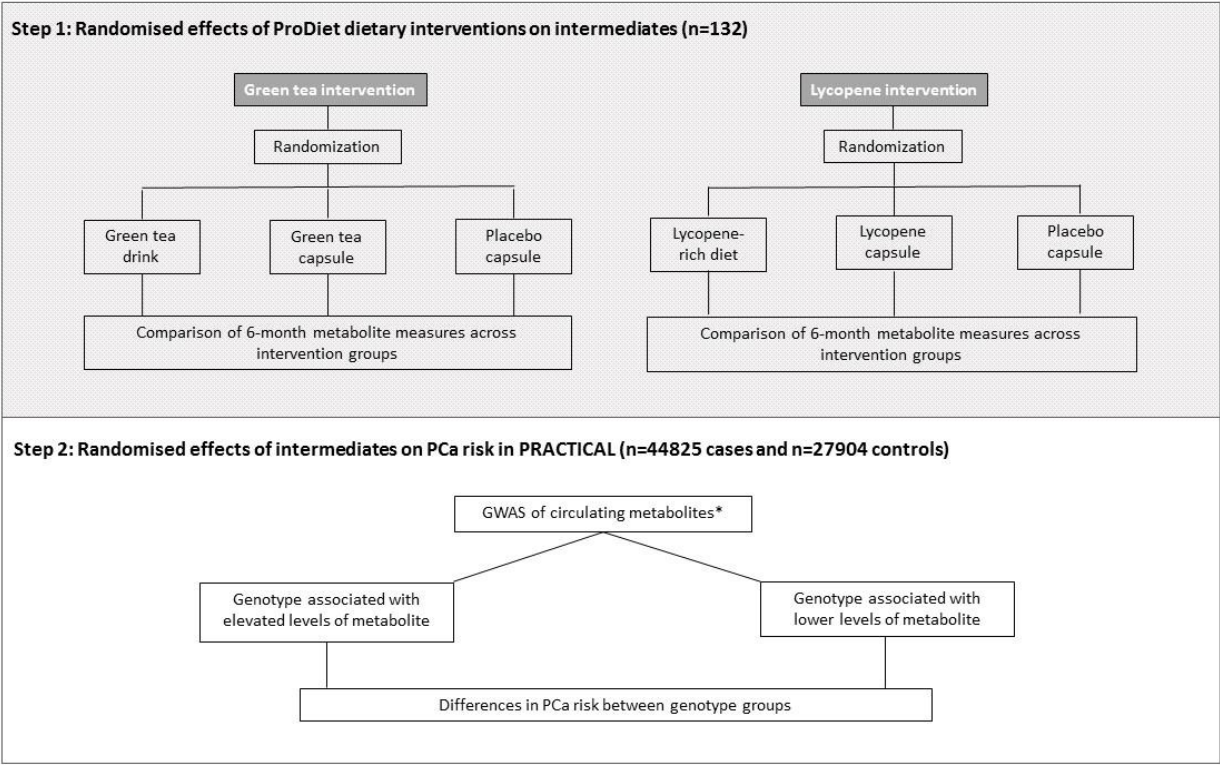 Step 1: Randomised effects of ProDiet dietary interventions on intermediates (n=132)
Green tea intervention
Lycopene intervention
Randomization
Randomization
Green tea
drink
Green tea
capsule
Placebo
capsule
Lycopene-
rich diet
Lycopene
capsule
Placebo
capsule
Comparison of 6-month metabolite measures across
intervention groups
Comparison of 6-month metabolite measures across
intervention groups
Step 2: Randomised effects of intermediates on PCa risk in PRACTICAL (n=44825 cases and n=27904 controls)
GWAS of circulating metabolites*
Genotype associated with
elevated levels of metabolite
Genotype associated with
lower levels of metabolite
Differences in PCa risk between genotype groups